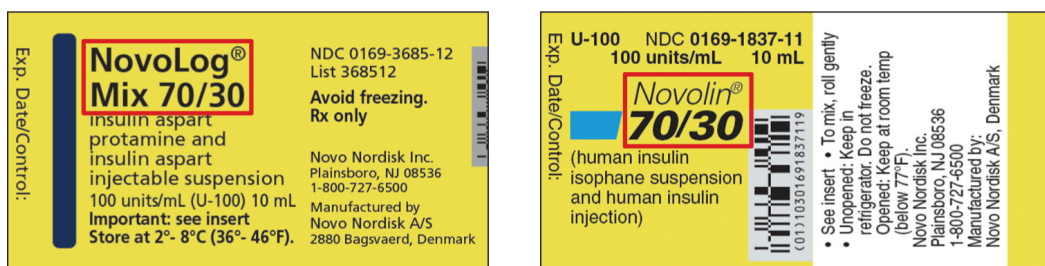 Exp. Date/Control:
NovoLog®
Mix 70/30
insulin aspart
protamine and
insulin aspart
injectable suspension
100 units/mL (U-100) 10 mL
Important: see insert
Store at 2°- 8°C (36°- 46°F).
NDC 0169-3685-12
List 368512
Avoid freezing.
Rx only
Novo Nordisk Inc.
Plainsboro, NJ 08536
1-800-727-6500
Manufactured by
Novo Nordisk A/S
2880 Bagsvaerd, Denmark
Exp. Date/Control:
U-100 NDC 0169-1837-11
100 units/mL 10 mL
Novolin®
70/30
(human insulin
isophane suspension
and human insulin
injection)
(01)10301691837119
• See insert • To mix, roll gently
• Unopened: Keep in
refrigerator. Do not freeze.
Opened: Keep at room temp
(below 77°F).
Novo Nordisk Inc.
Plainsboro, NJ 08536
1-800-727-6500
Manufactured by:
Novo Nordisk A/S, Denmark